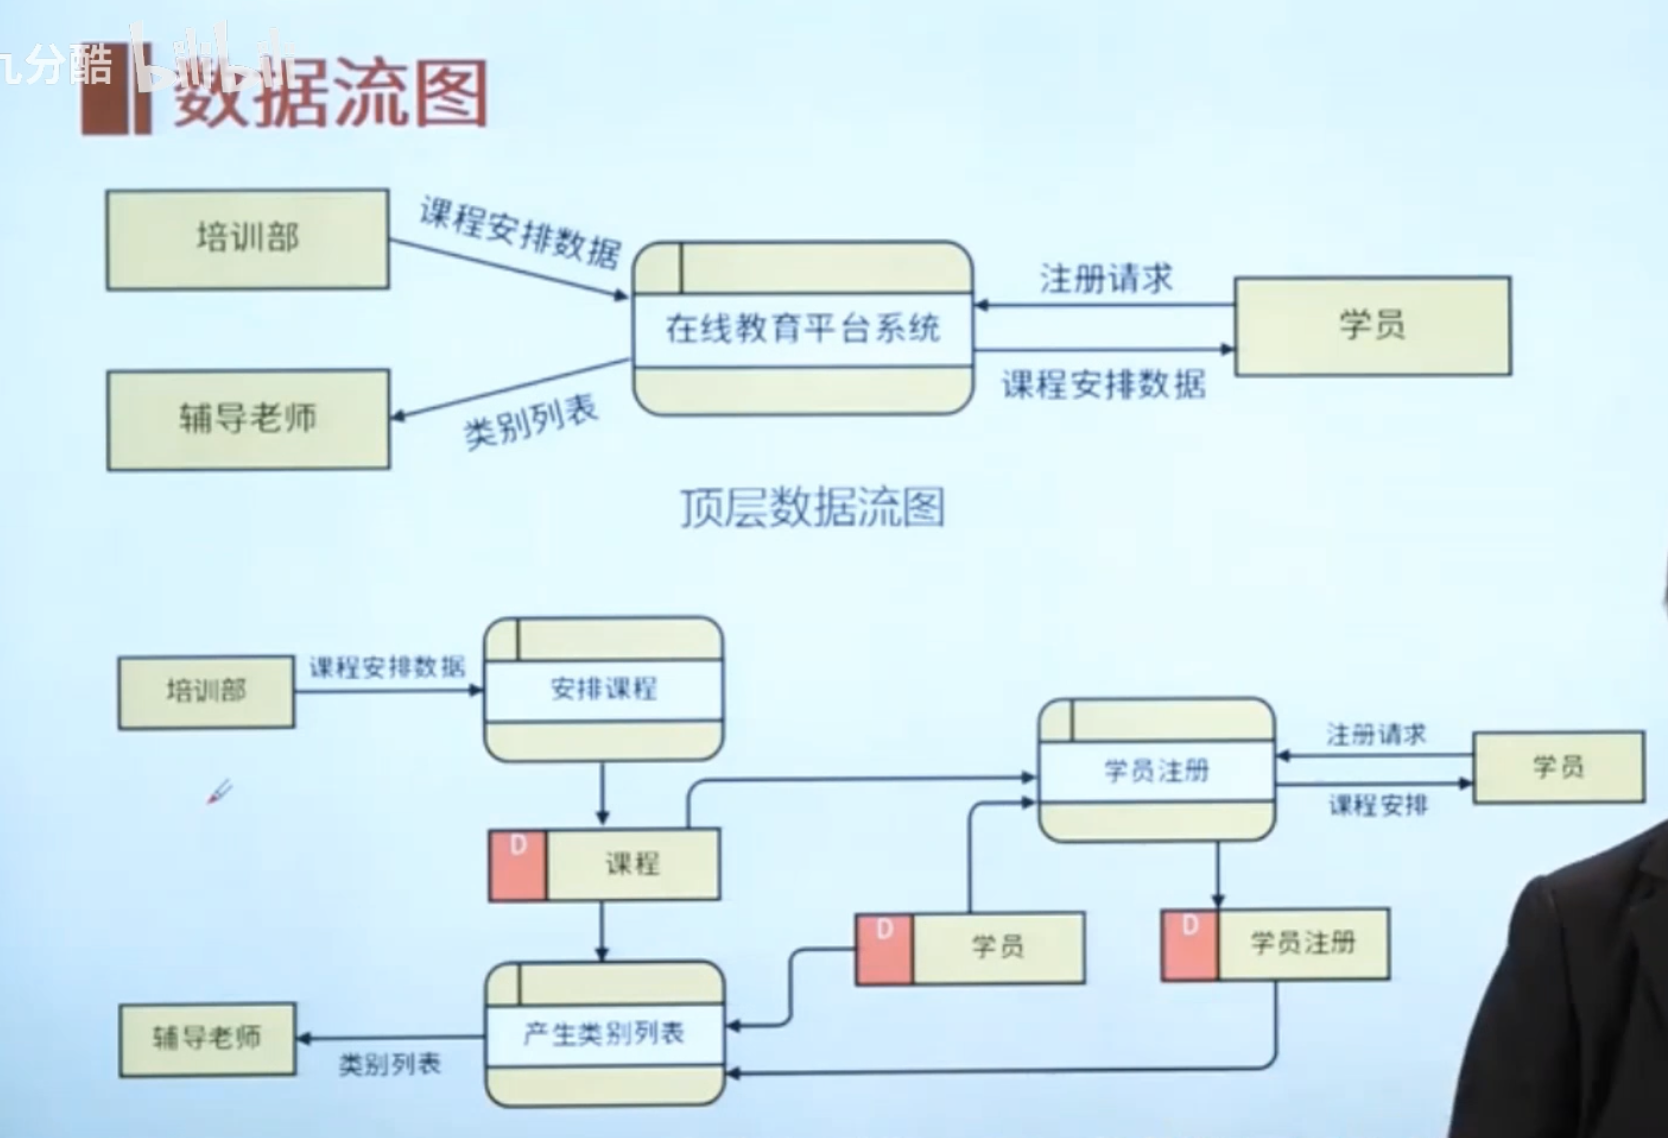 九分酷 bilibili
数据流图
培训部
课程安排数据
在线教育平台系统
注册请求
学员
课程安排数据
辅导老师
类别列表
顶层数据流图
培训部
课程安排数据
安排课程
学员注册
注册请求
学员
课程安排
D
课程
D
学员
D
学员注册
辅导老师
类别列表
产生类别列表